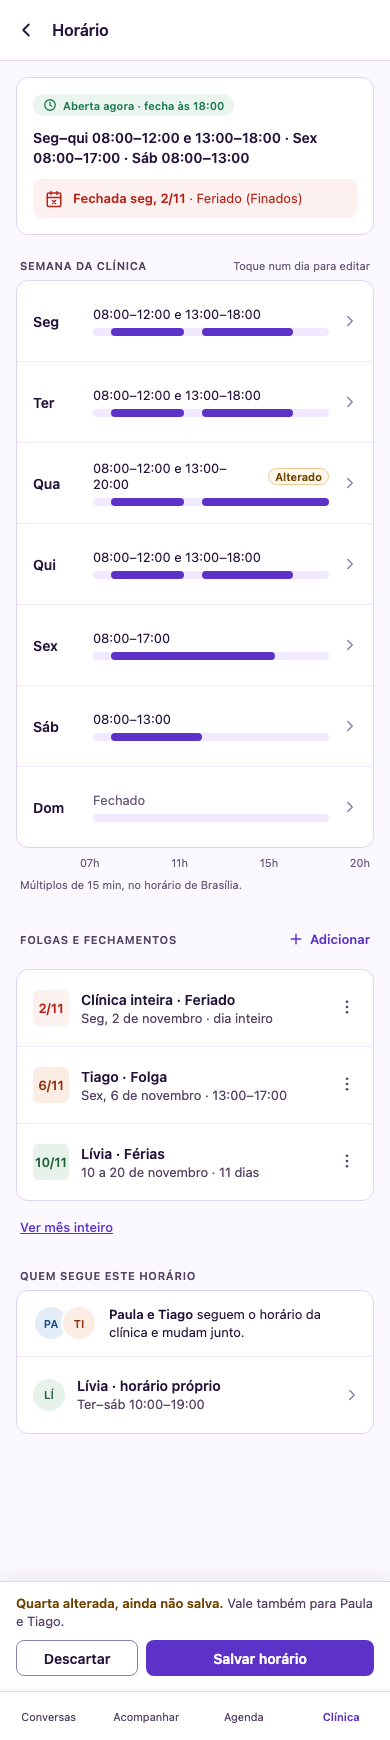 Horário
Aberta agora · fecha às 18:00
Seg–qui 08:00–12:00 e 13:00–18:00 · Sex
08:00–17:00 · Sáb 08:00–13:00
Fechada seg, 2/11 · Feriado (Finados)
SEMANA DA CLÍNICA
Toque num dia para editar
Seg
08:00–12:00 e 13:00–18:00
Ter
08:00–12:00 e 13:00–18:00
Qua
08:00–12:00 e 13:00–
20:00
Alterado
Qui
08:00–12:00 e 13:00–18:00
Sex
08:00–17:00
Sáb
08:00–13:00
Dom
Fechado
07h 11h 15h 20h
Múltiplos de 15 min, no horário de Brasília.
FOLGAS E FECHAMENTOS
Adicionar
2/11
Clínica inteira · Feriado
Seg, 2 de novembro · dia inteiro
6/11
Tiago · Folga
Sex, 6 de novembro · 13:00–17:00
10/11
Lívia · Férias
10 a 20 de novembro · 11 dias
Ver mês inteiro
QUEM SEGUE ESTE HORÁRIO
PA TI
Paula e Tiago seguem o horário da
clínica e mudam junto.
LÍ
Lívia · horário próprio
Ter–sáb 10:00–19:00
Quarta alterada, ainda não salva. Vale também para Paula
e Tiago.
Descartar
Salvar horário
Conversas Acompanhar Agenda Clínica